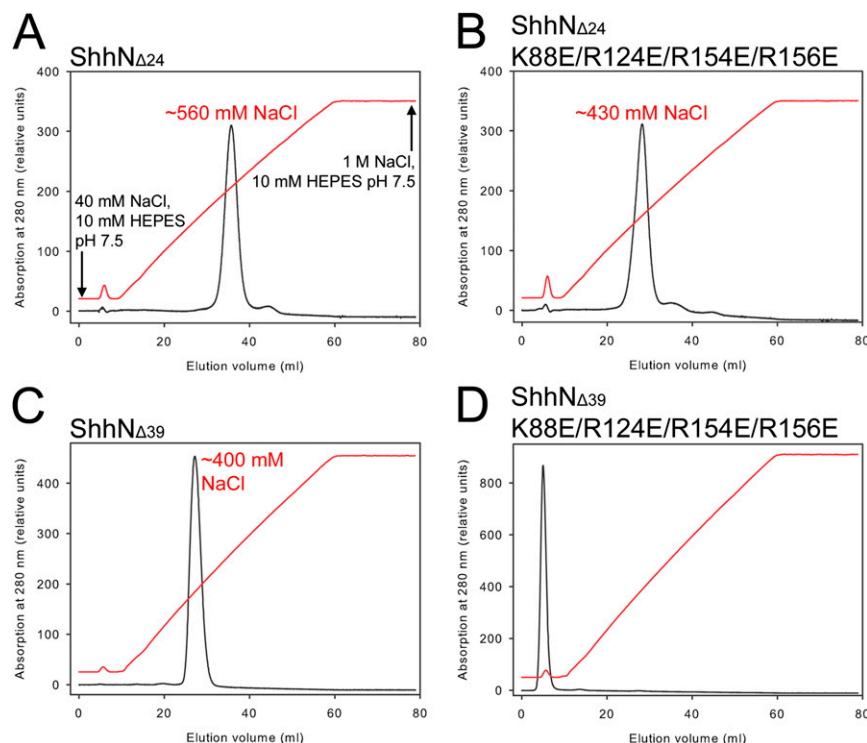 A
ShhNΔ24
Absorption at 280 nm (relative units)
400
300
200
100
0
~560 mM NaCl
40 mM NaCl,
10 mM HEPES
pH 7.5
1 M NaCl,
10 mM HEPES pH 7.5
0 20 40 60 80
Elution volume (ml)
B
ShhNΔ24
K88E/R124E/R154E/R156E
Absorption at 280 nm (relative units)
400
300
200
100
0
~430 mM NaCl
0 20 40 60 80
Elution volume (ml)
C
ShhNΔ39
Absorption at 280 nm (relative units)
400
300
200
100
0
~400 mM
NaCl
0 20 40 60 80
Elution volume (ml)
D
ShhNΔ39
K88E/R124E/R154E/R156E
Absorption at 280 nm (relative units)
800
600
400
200
0
0 20 40 60 80
Elution volume (ml)